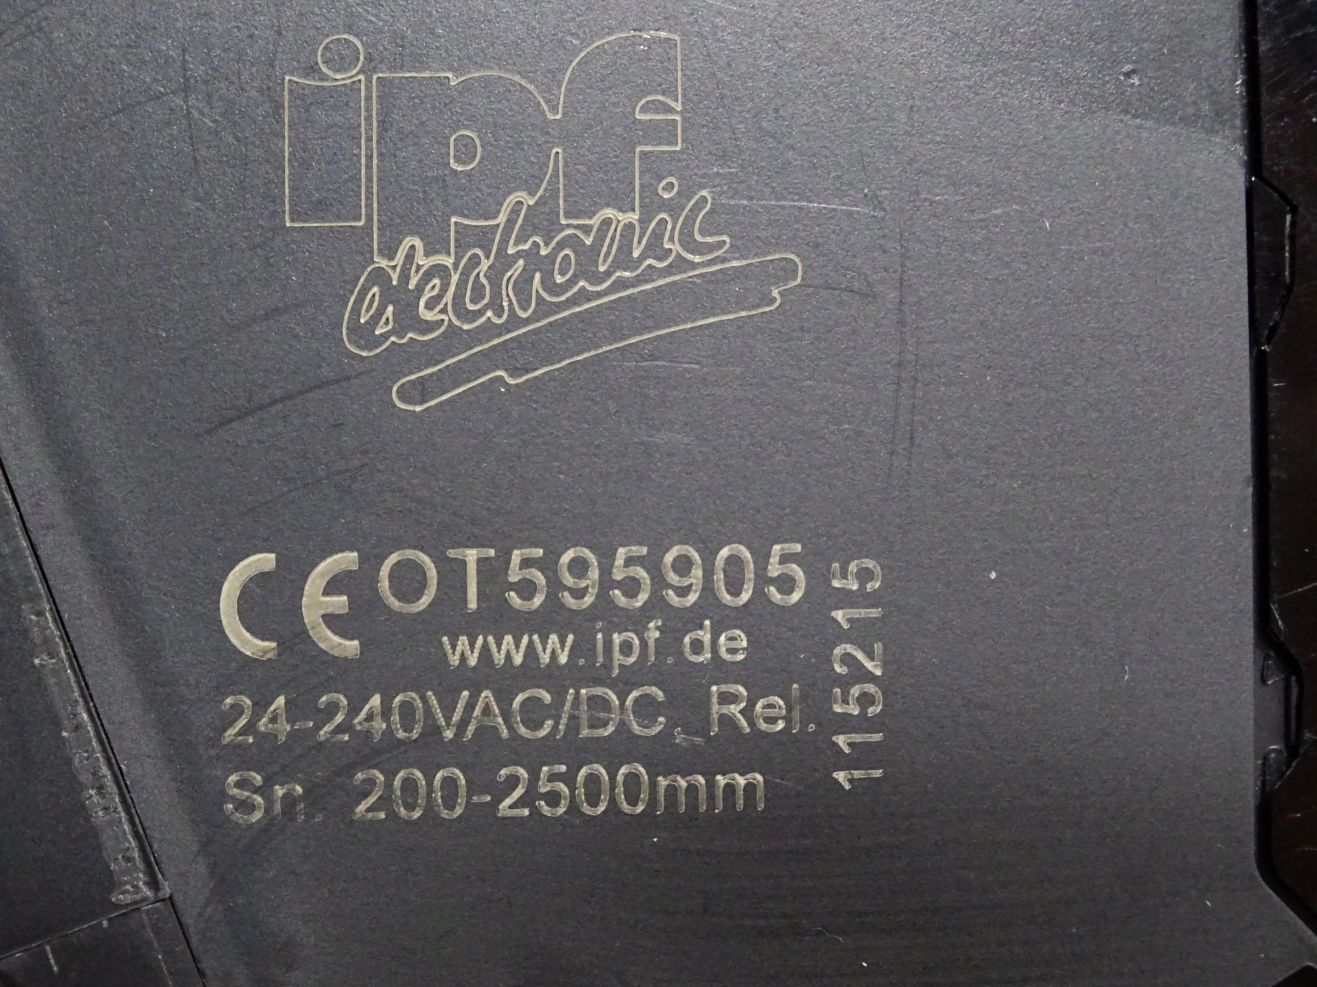 ipf
electronic
CE OT595905
www.ipf.de
24-240VAC/DC, Rel.
Sn. 200-2500mm
115215